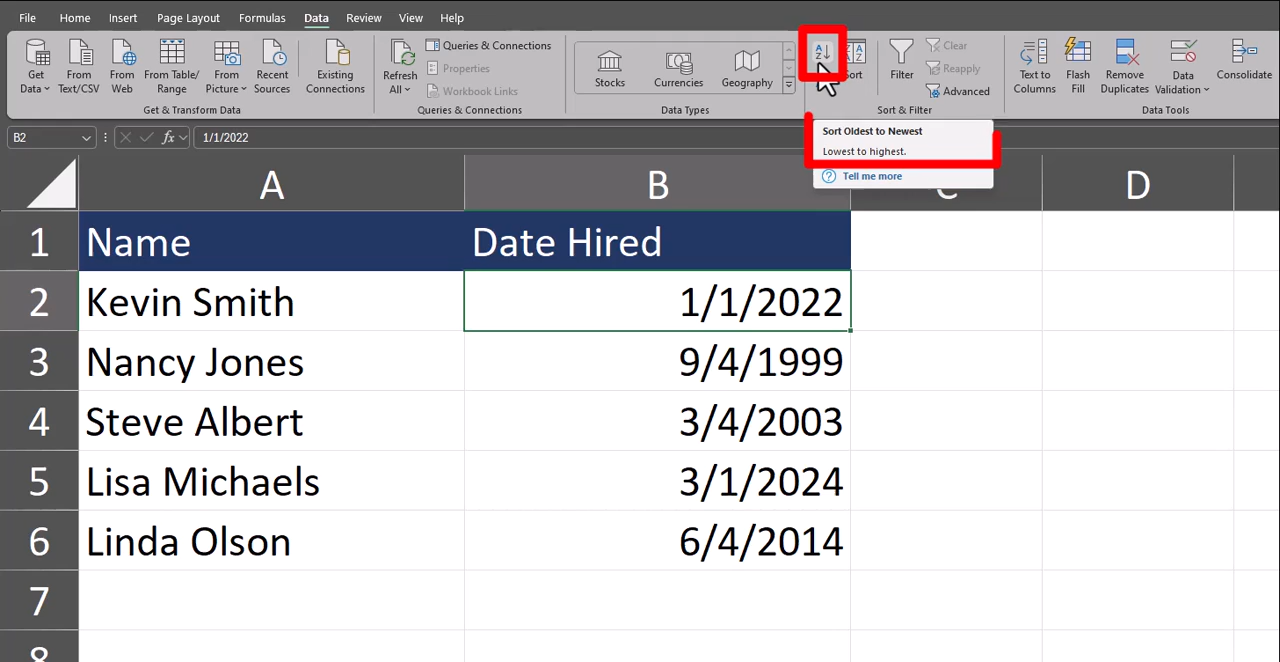 File Home Insert Page Layout Formulas Data Review View Help
Get Data
From Text/CSV
From Web
From Table/ Range
From Picture
Recent Sources
Existing Connections
Get & Transform Data
Refresh All
Queries & Connections
Properties
Workbook Links
Queries & Connections
Stocks
Currencies
Geography
Data Types
A Z
Z A
A Z
Sort
Filter
Clear
Reapply
Advanced
Sort & Filter
Text to Columns
Flash Fill
Remove Duplicates
Data Validation
Consolidate
Data Tools
B2 fx 1/1/2022
Sort Oldest to Newest
Lowest to highest.
? Tell me more
A B C D
1 Name Date Hired
2 Kevin Smith 1/1/2022
3 Nancy Jones 9/4/1999
4 Steve Albert 3/4/2003
5 Lisa Michaels 3/1/2024
6 Linda Olson 6/4/2014
7
8